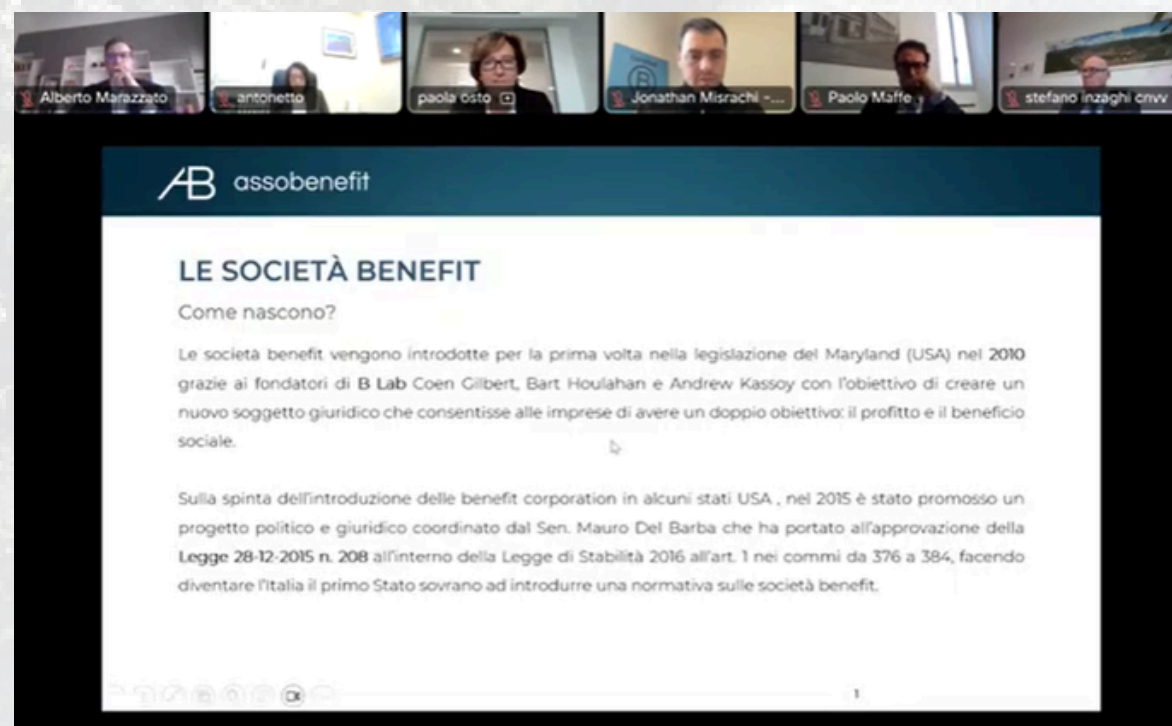 Alberto Marazzato
antonetto
paola osto
Jonathan Misrachi -....
Paolo Maffe
stefano inzaghi cnvv
AB assobenefit
LE SOCIETÀ BENEFIT
Come nascono?
Le società benefit vengono introdotte per la prima volta nella legislazione del Maryland (USA) nel 2010
grazie ai fondatori di B Lab Coen Gilbert, Bart Houlahan e Andrew Kassoy con l'obiettivo di creare un
nuovo soggetto giuridico che consentisse alle imprese di avere un doppio obiettivo: il profitto e il beneficio
sociale.
Sulla spinta dell'introduzione delle benefit corporation in alcuni stati USA , nel 2015 è stato promosso un
progetto politico e giuridico coordinato dal Sen. Mauro Del Barba che ha portato all'approvazione della
Legge 28-12-2015 n. 208 all'interno della Legge di Stabilità 2016 all'art. 1 nei commi da 376 a 384, facendo
diventare l'Italia il primo Stato sovrano ad introdurre una normativa sulle società benefit.
1